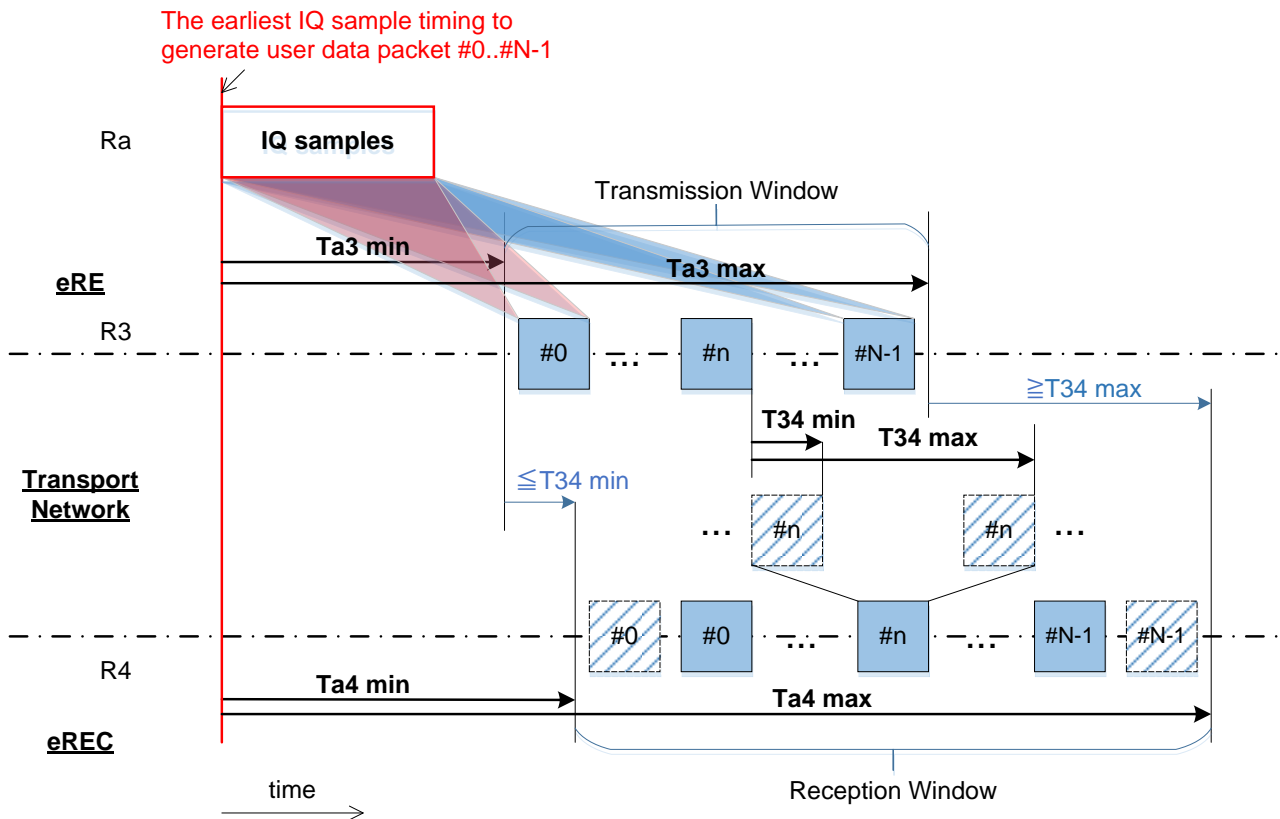 The earliest IQ sample timing to
generate user data packet #0..#N-1
Ra
IQ samples
Transmission Window
Ta3 min
Ta3 max
eRE
R3
#0
...
#n
...
#N-1
≧T34 max
T34 min
T34 max
≦T34 min
Transport
Network
...
#n
#n
...
#0
#0
...
#n
...
#N-1
#N-1
R4
Ta4 min
Ta4 max
eREC
time
Reception Window